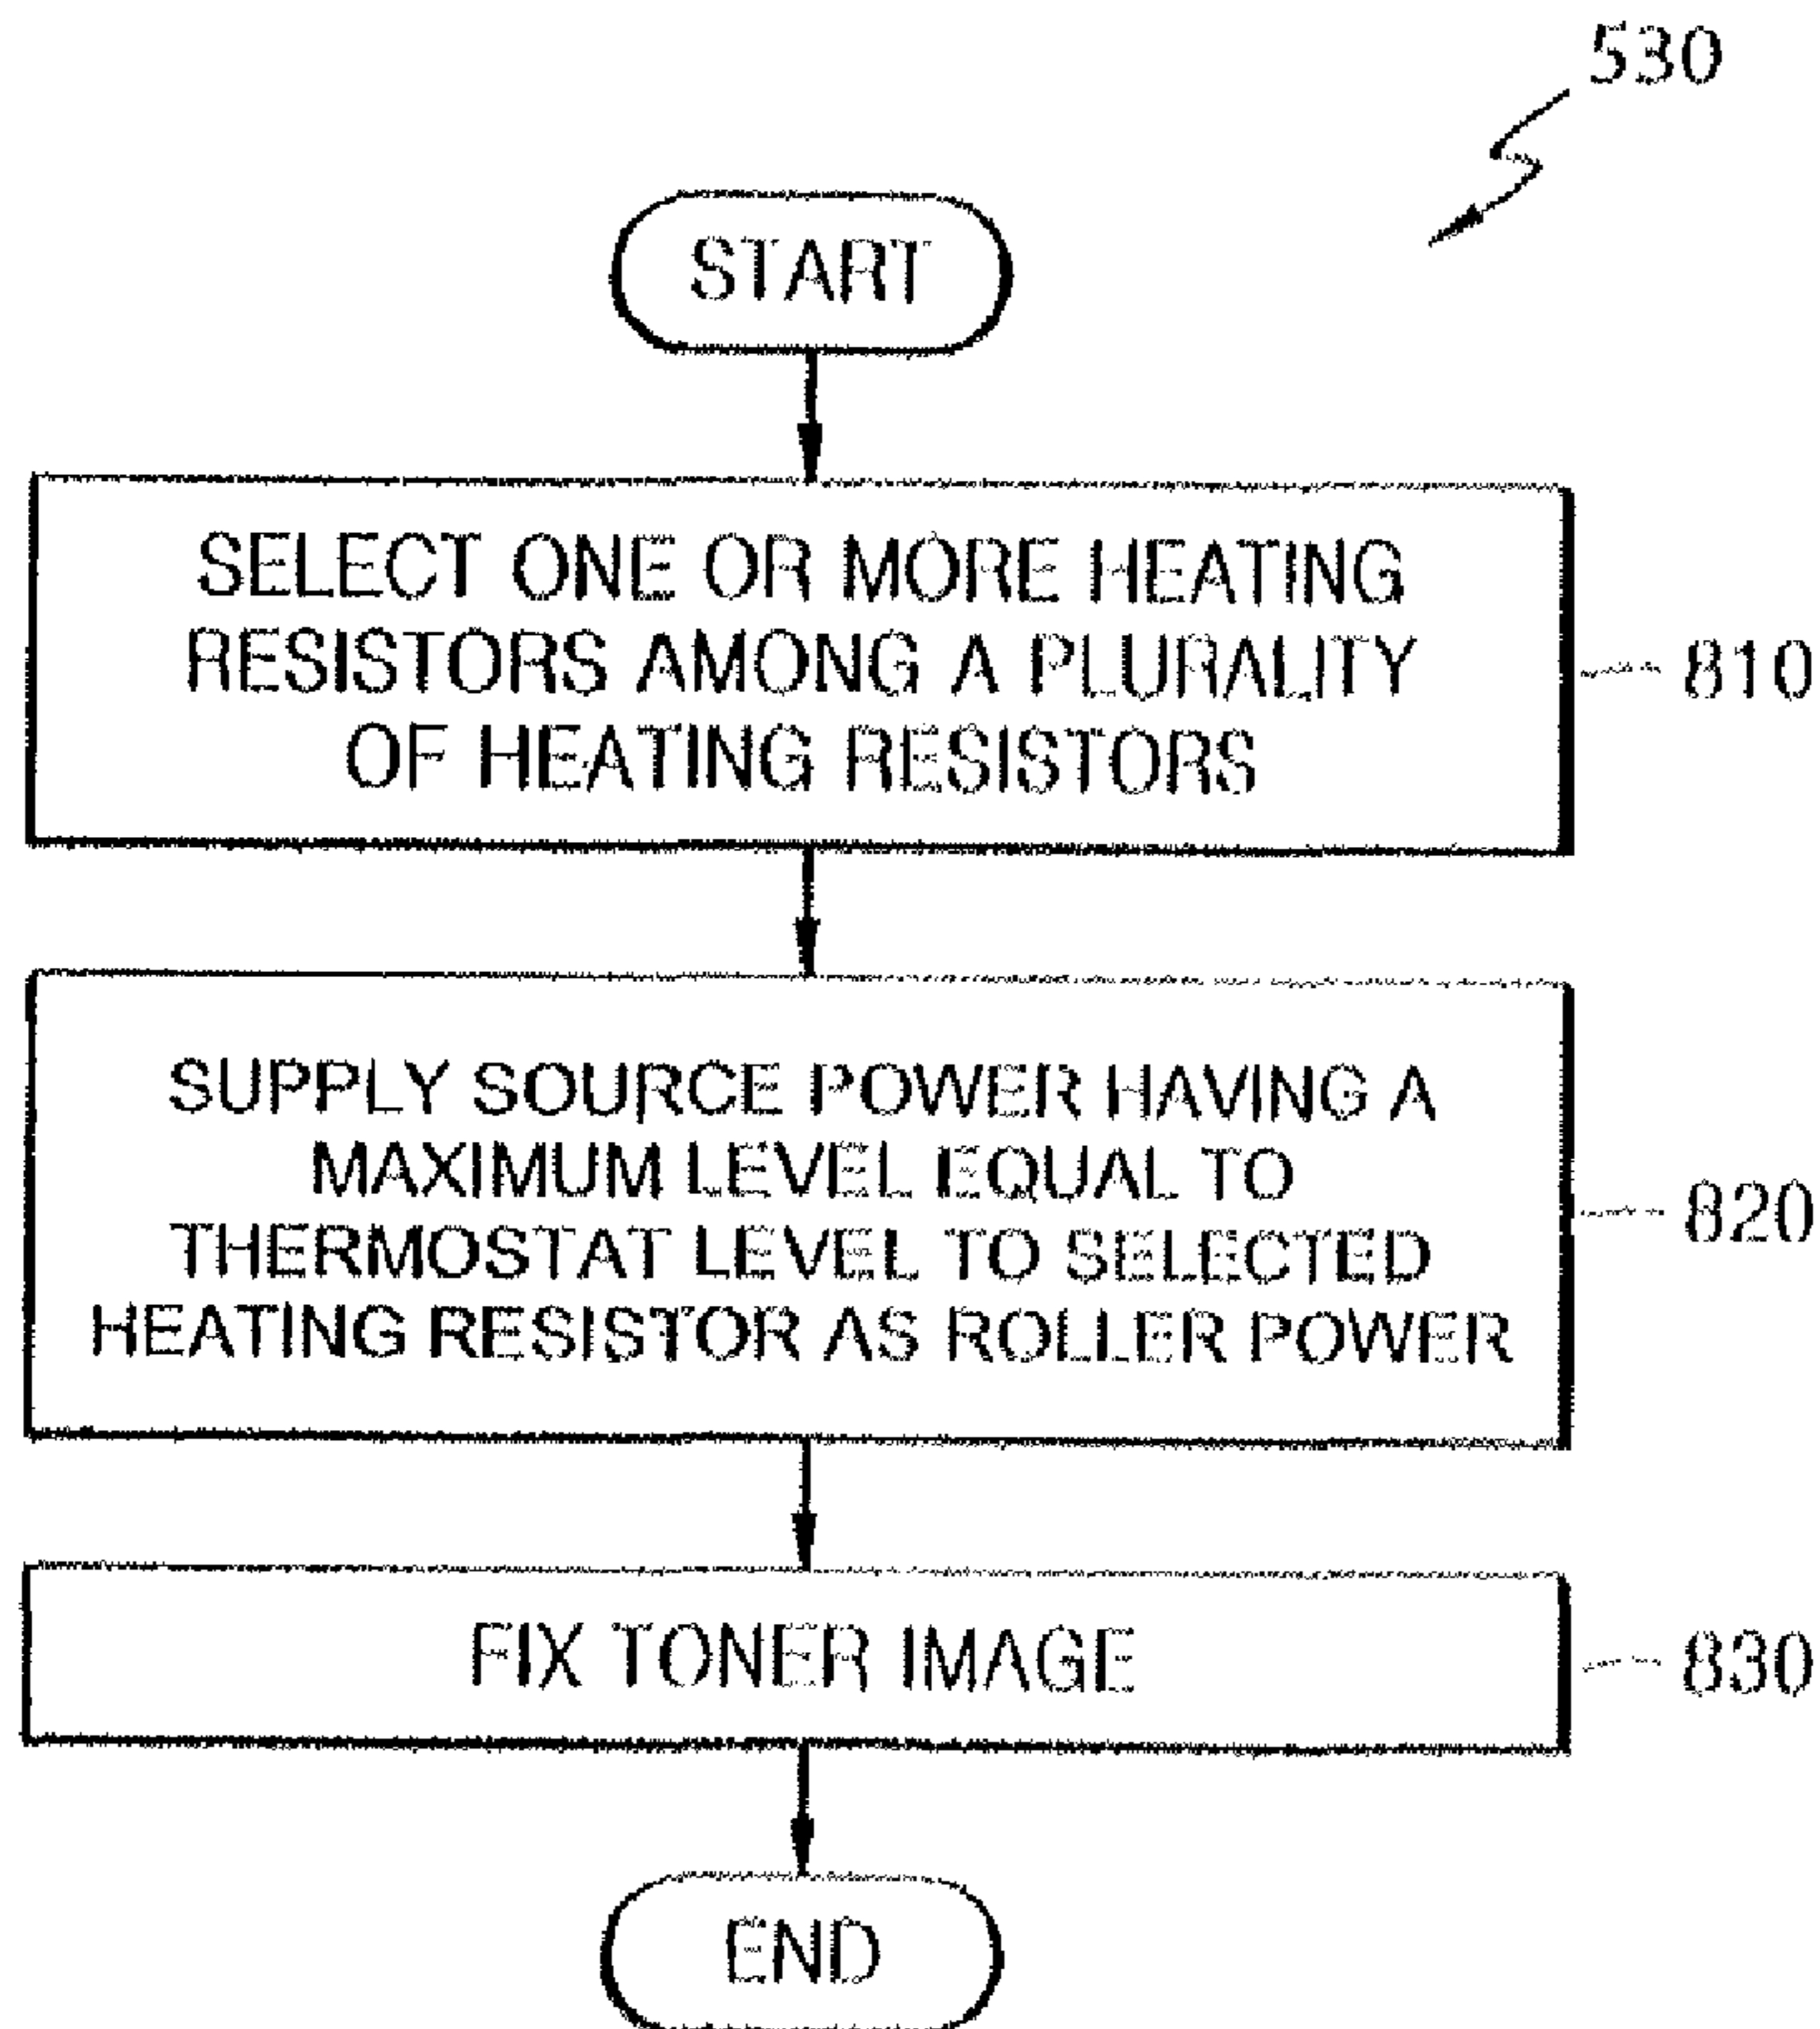 530
START
SELECT ONE OR MORE HEATING
RESISTORS AMONG A PLURALITY
OF HEATING RESISTORS
810
SUPPLY SOURCE POWER HAVING A
MAXIMUM LEVEL EQUAL TO
THERMOSTAT LEVEL TO SELECTED
HEATING RESISTOR AS ROLLER POWER
820
FIX TONER IMAGE
830
END